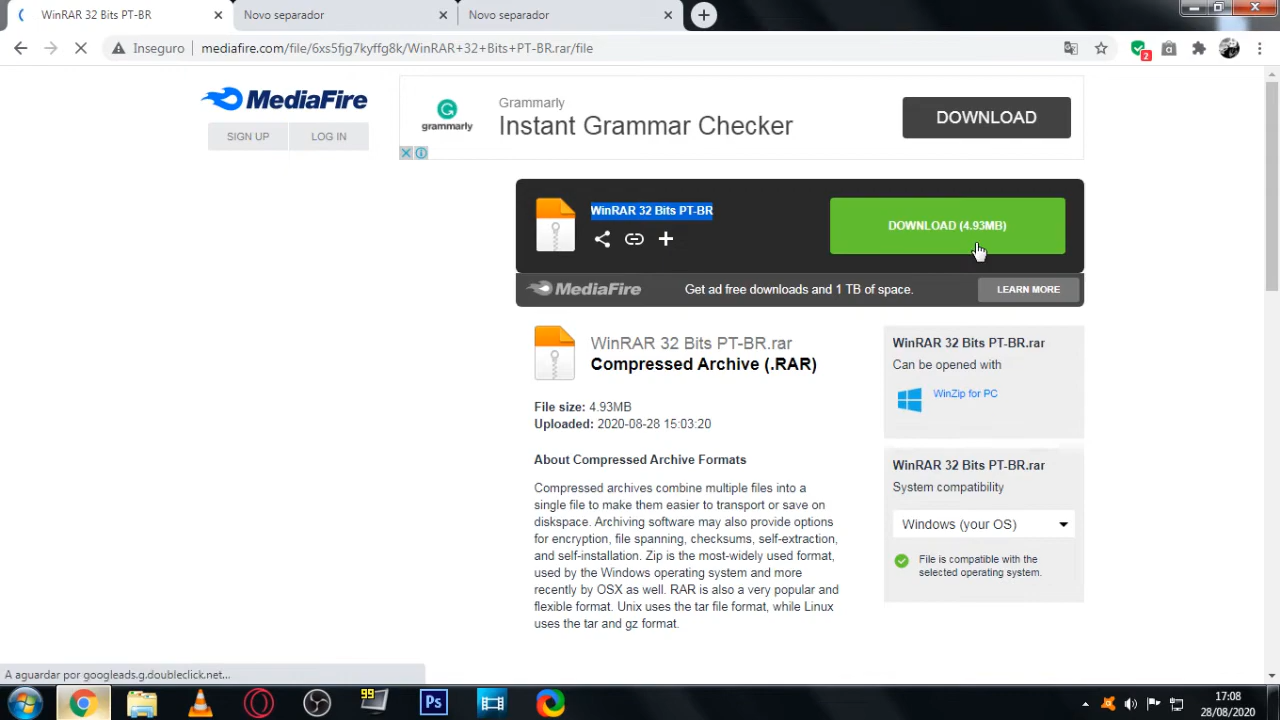 WinRAR 32 Bits PT-BR
Novo separador
Novo separador
Inseguro
mediafire.com/file/6xs5fjg7kyffg8k/WinRAR+32+Bits+PT-BR.rar/file
2
MediaFire
SIGN UP
LOG IN
grammarly
Grammarly
Instant Grammar Checker
DOWNLOAD
WinRAR 32 Bits PT-BR
DOWNLOAD (4.93MB)
MediaFire
Get ad free downloads and 1 TB of space.
LEARN MORE
WinRAR 32 Bits PT-BR.rar
Compressed Archive (.RAR)
File size: 4.93MB
Uploaded: 2020-08-28 15:03:20
About Compressed Archive Formats
Compressed archives combine multiple files into a
single file to make them easier to transport or save on
diskspace. Archiving software may also provide options
for encryption, file spanning, checksums, self-extraction,
and self-installation. Zip is the most-widely used format,
used by the Windows operating system and more
recently by OSX as well. RAR is also a very popular and
flexible format. Unix uses the tar file format, while Linux
uses the tar and gz format.
WinRAR 32 Bits PT-BR.rar
Can be opened with
WinZip for PC
WinRAR 32 Bits PT-BR.rar
System compatibility
Windows (your OS)
File is compatible with the
selected operating system.
A aguardar por googleads.g.doubleclick.net...
99
Ps
17:08
28/08/2020